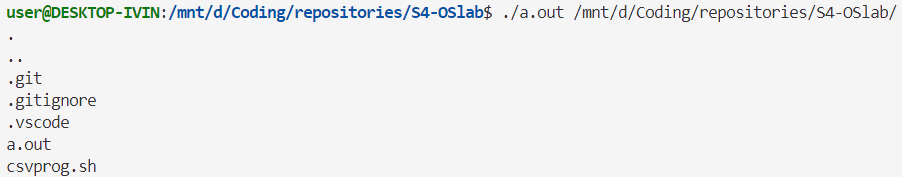 user@DESKTOP-IVIN:/mnt/d/Coding/repositories/S4-OSlab$ ./a.out /mnt/d/Coding/repositories/S4-OSlab/
.
..
.git
.gitignore
.vscode
a.out
csvprog.sh